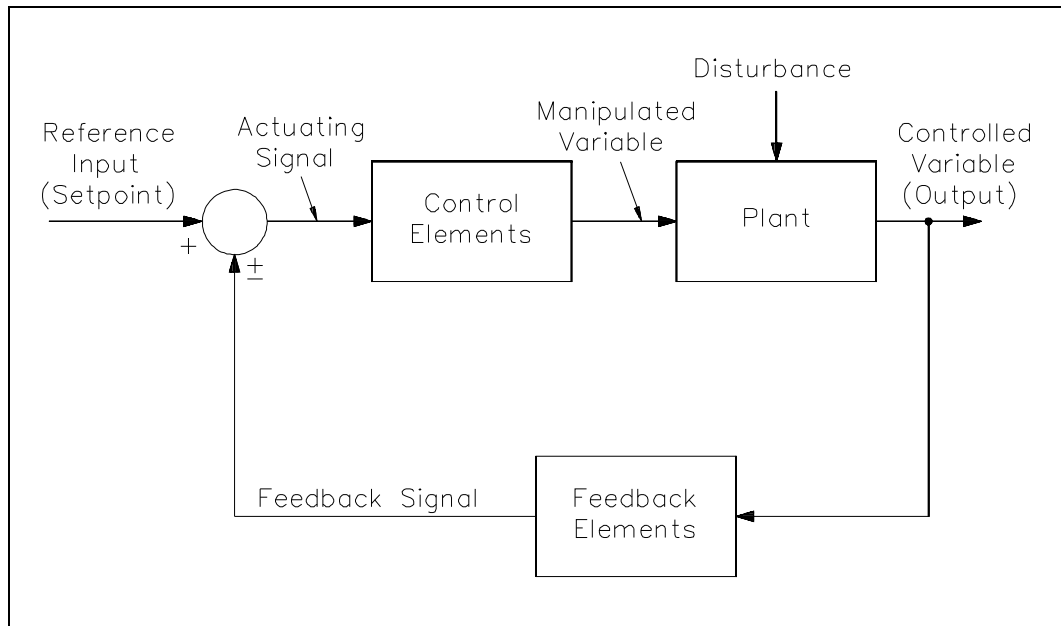 Disturbance
Reference
Input
(Setpoint)
Actuating
Signal
Manipulated
Variable
Controlled
Variable
(Output)
+
±
Control
Elements
Plant
Feedback Signal
Feedback
Elements